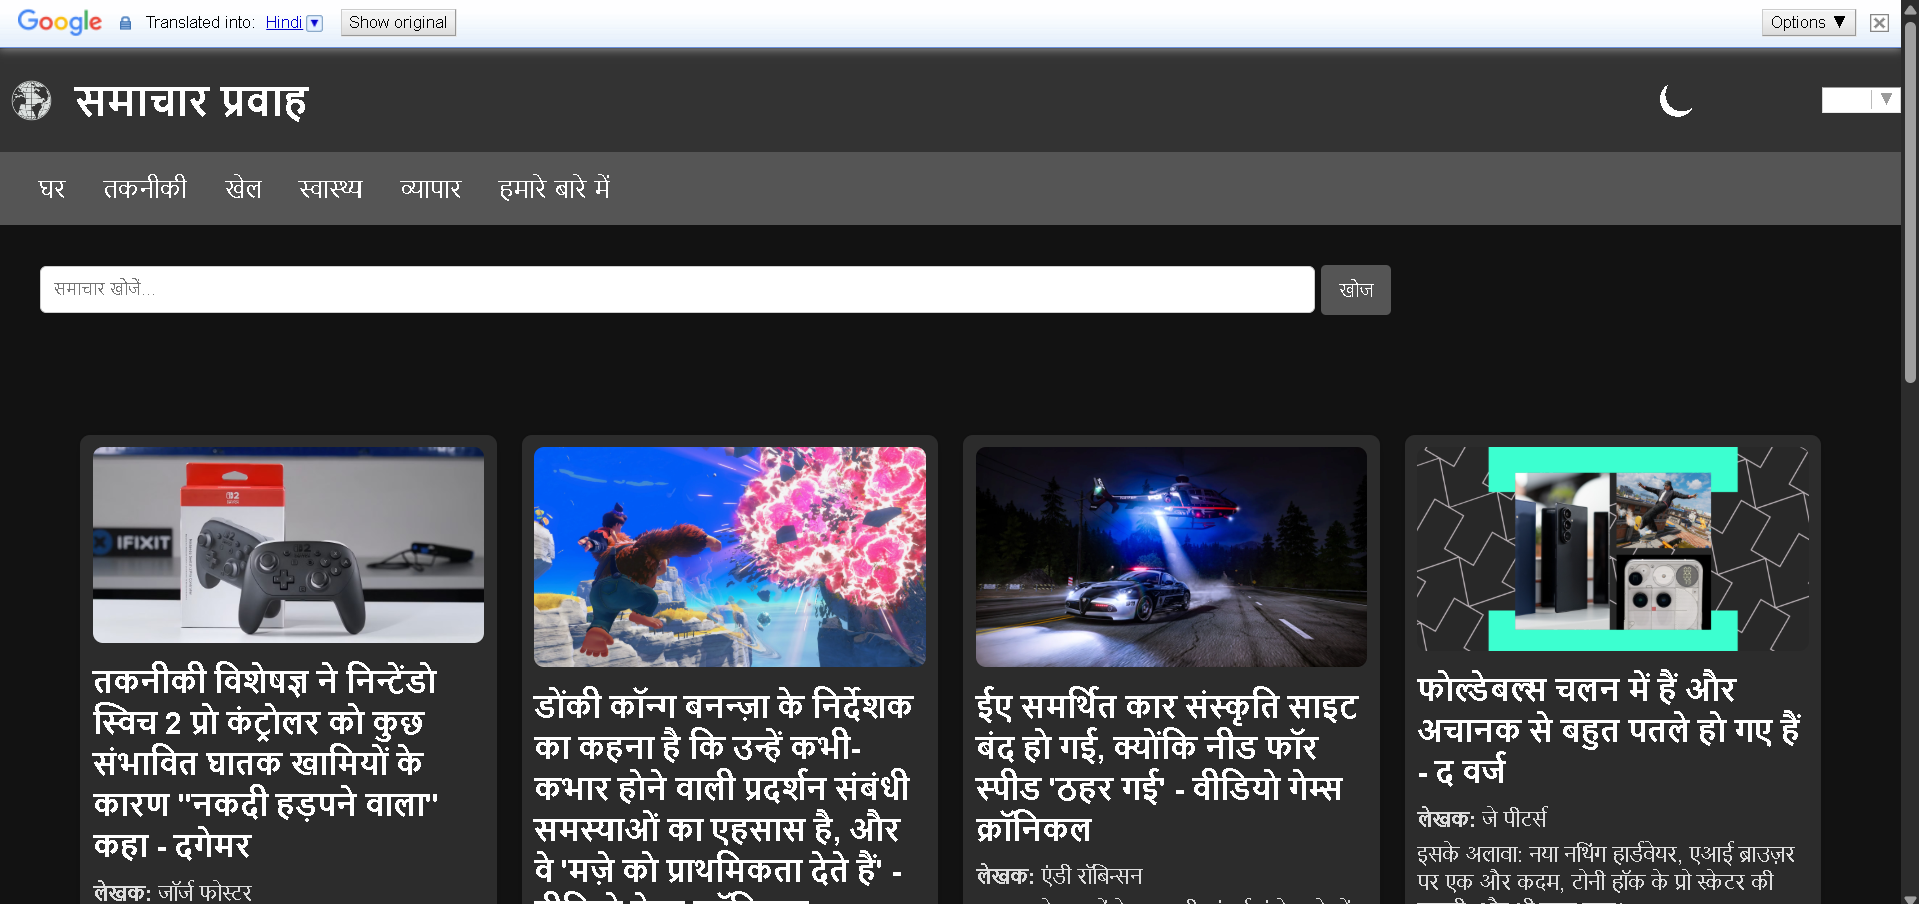 Google Translated into: Hindi Show original Options ▼
समाचार प्रवाह
घर तकनीकी खेल स्वास्थ्य व्यापार हमारे बारे में
समाचार खोजें...
खोज
IFIXIT
तकनीकी विशेषज्ञ ने निन्टेंडो
स्विच 2 प्रो कंट्रोलर को कुछ
संभावित घातक खामियों के
कारण "नकदी हड़पने वाला"
कहा - दगेमर
लेखक: जॉर्ज फोस्टर
डोंकी कॉन्ग बनन्ज़ा के निर्देशक
का कहना है कि उन्हें कभी-
कभार होने वाली प्रदर्शन संबंधी
समस्याओं का एहसास है, और
वे 'मज़े को प्राथमिकता देते हैं' -
ईए समर्थित कार संस्कृति साइट
बंद हो गई, क्योंकि नीड फॉर
स्पीड 'ठहर गई' - वीडियो गेम्स
क्रॉनिकल
लेखक: एंडी रॉबिन्सन
फोल्डेबल्स चलन में हैं और
अचानक से बहुत पतले हो गए हैं
- द वर्ज
लेखक: जे पीटर्स
इसके अलावा: नया नथिंग हार्डवेयर, एआई ब्राउज़र
पर एक और कदम, टोनी हॉक के प्रो स्केटर की